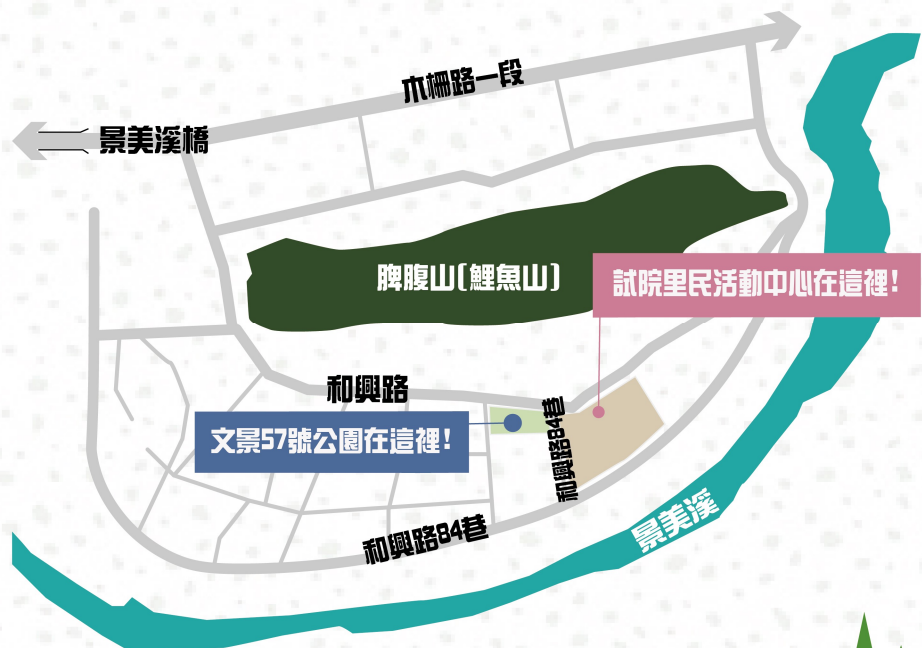 木柵路一段
景美溪橋
脾腹山(鯉魚山)
試院里民活動中心在這裡!
和興路
文景57號公園在這裡!
和興路84巷
和興路84巷
景美溪